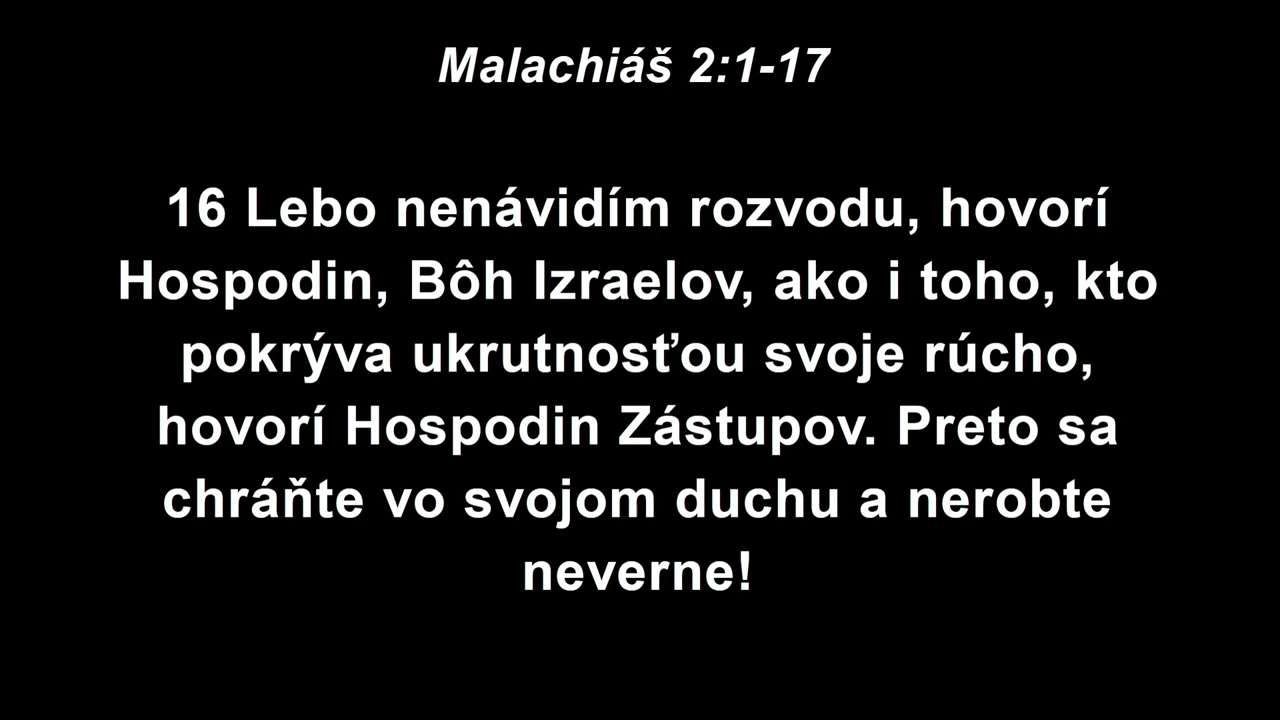 Malachiáš 2:1-17
16 Lebo nenávidím rozvodu, hovorí
Hospodin, Bôh Izraelov, ako i toho, kto
pokrýva ukrutnosťou svoje rúcho,
hovorí Hospodin Zástupov. Preto sa
chráňte vo svojom duchu a nerobte
neverne!